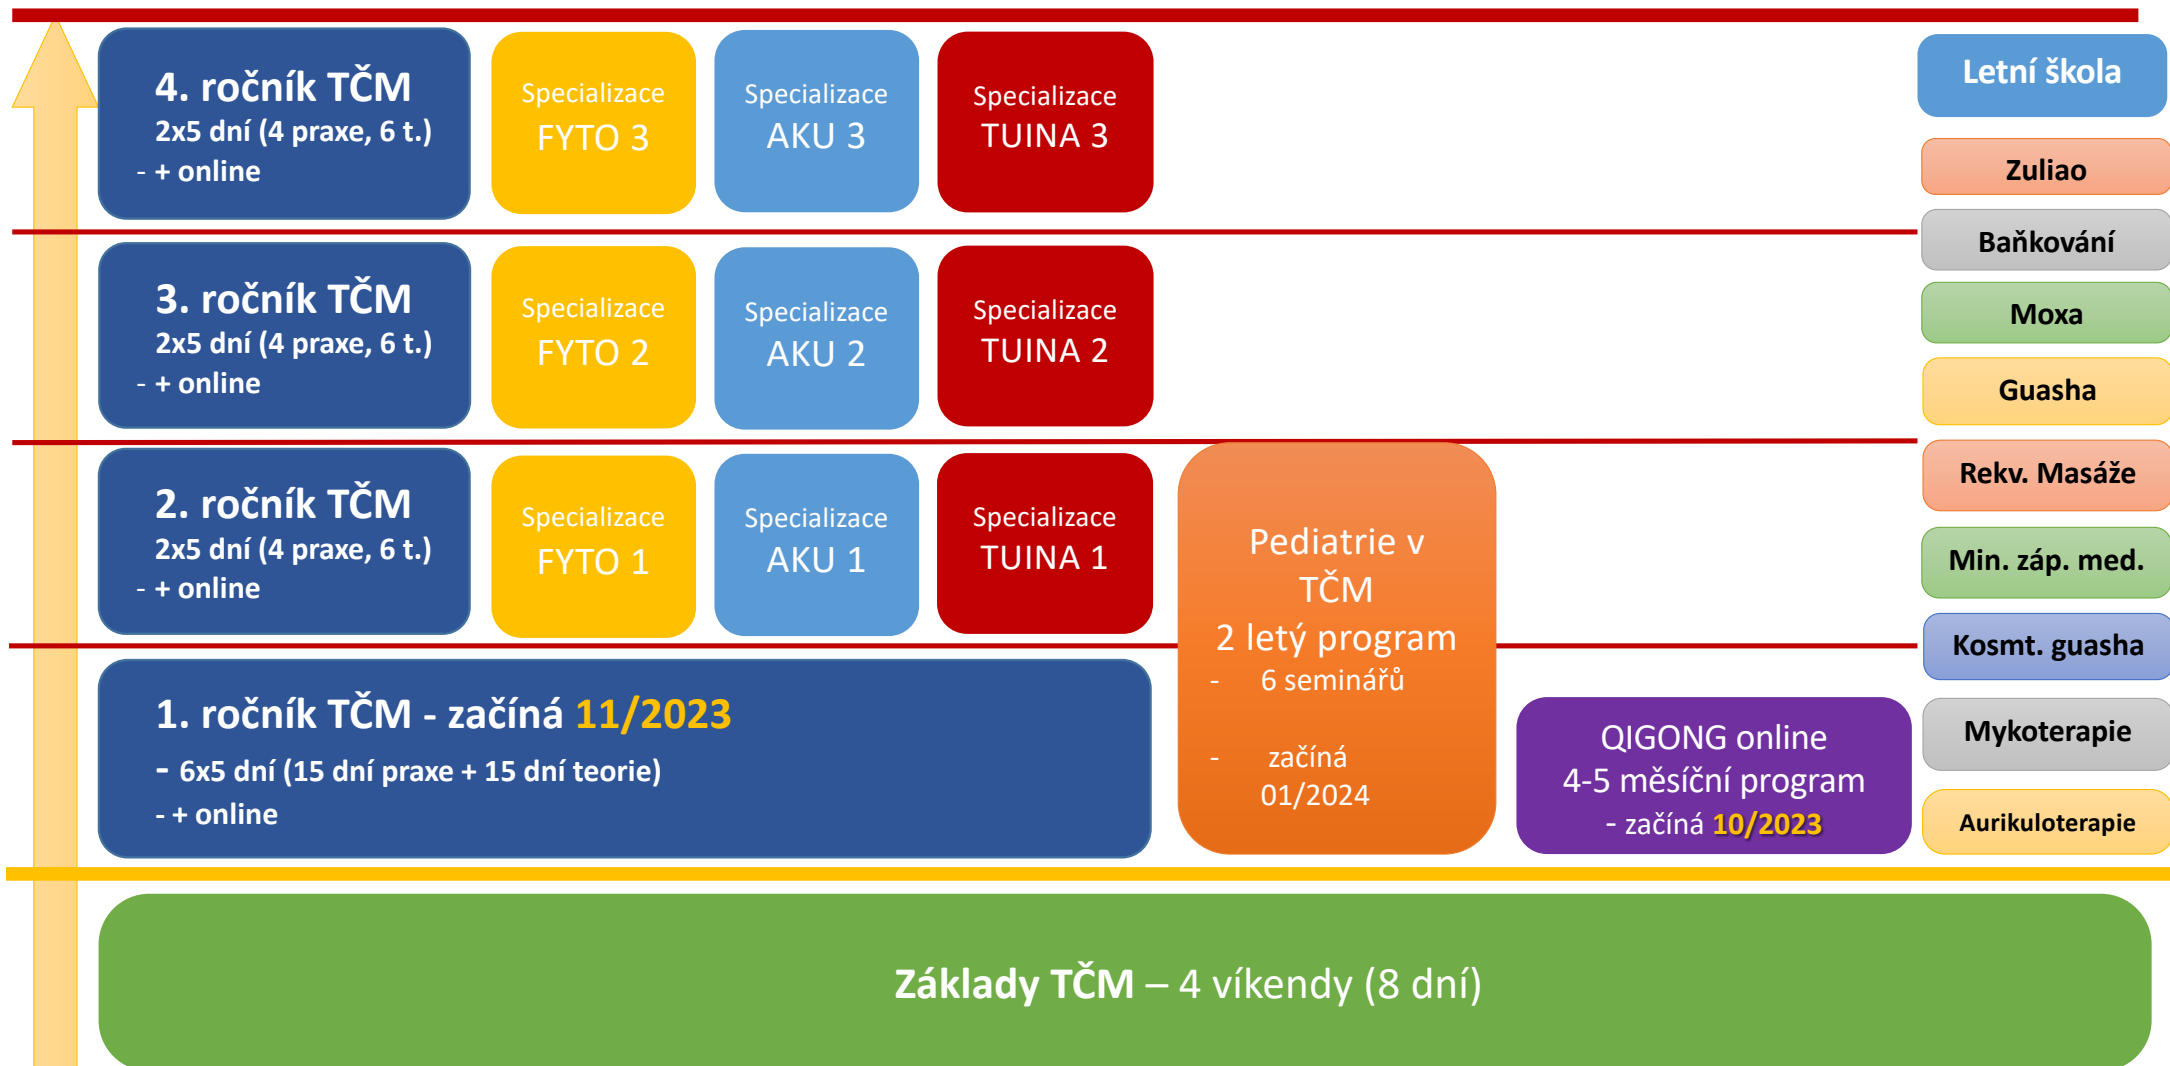 4. ročník TČM
2x5 dní (4 praxe, 6 t.)
- + online
Specializace
FYTO 3
Specializace
AKU 3
Specializace
TUINA 3
3. ročník TČM
2x5 dní (4 praxe, 6 t.)
- + online
Specializace
FYTO 2
Specializace
AKU 2
Specializace
TUINA 2
2. ročník TČM
2x5 dní (4 praxe, 6 t.)
- + online
Specializace
FYTO 1
Specializace
AKU 1
Specializace
TUINA 1
Pediatrie v
TČM
2 letý program
- 6 seminářů
- začíná
01/2024
1. ročník TČM - začíná 11/2023
- 6x5 dní (15 dní praxe + 15 dní teorie)
- + online
QIGONG online
4-5 měsíční program
- začíná 10/2023
Letní škola
Zuliao
Baňkování
Moxa
Guasha
Rekv. Masáže
Min. záp. med.
Kosmt. guasha
Mykoterapie
Aurikuloterapie
Základy TČM – 4 víkendy (8 dní)